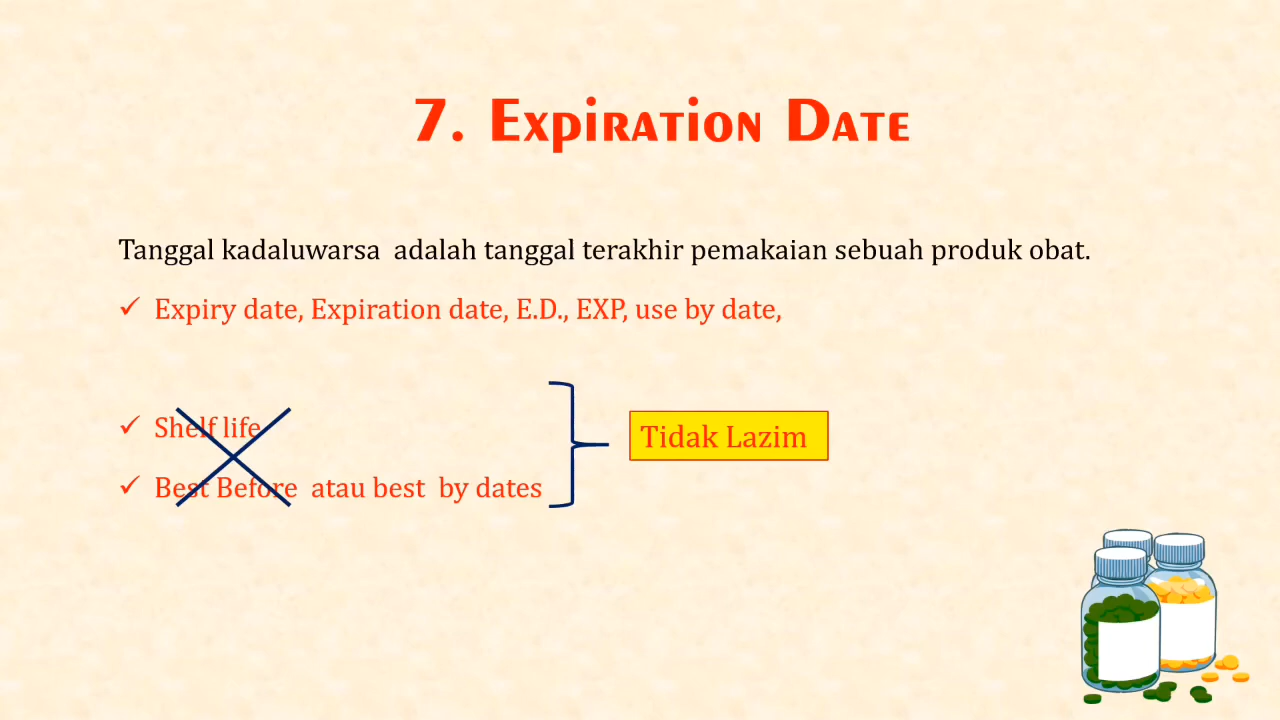 7. Expiration Date
Tanggal kadaluwarsa adalah tanggal terakhir pemakaian sebuah produk obat.
✓ Expiry date, Expiration date, E.D., EXP, use by date,
✓ Shelf life
Tidak Lazim
✓ Best Before atau best by dates